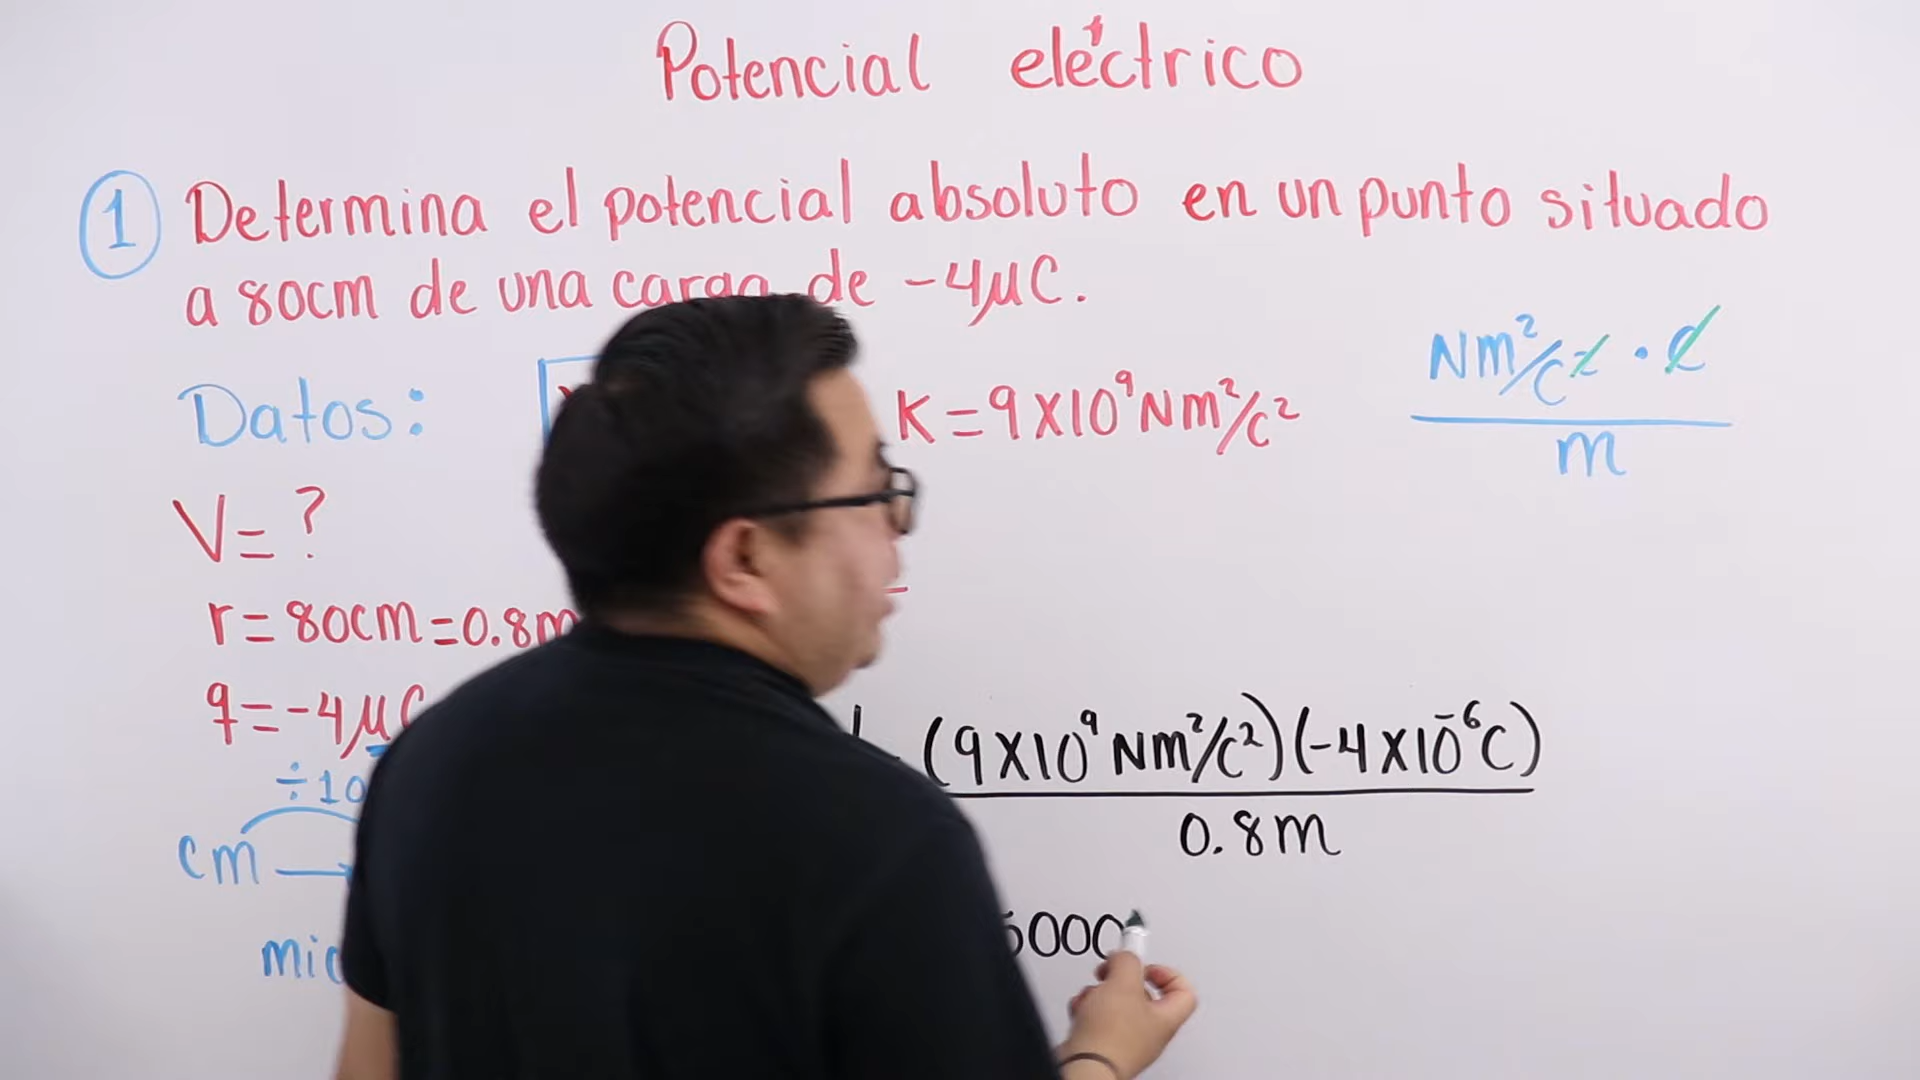 Potencial eléctrico
1 Determina el potencial absoluto en un punto situado
a 80cm de una carga de -4μC.
Datos:
K=9X10⁹Nm²/C²
Nm²/C² · C
m
V=?
r=80cm=0.8m
q=-4μC
(9X10⁹Nm²/C²)(-4X10⁻⁶C)
0.8m
÷10
cm →
5000